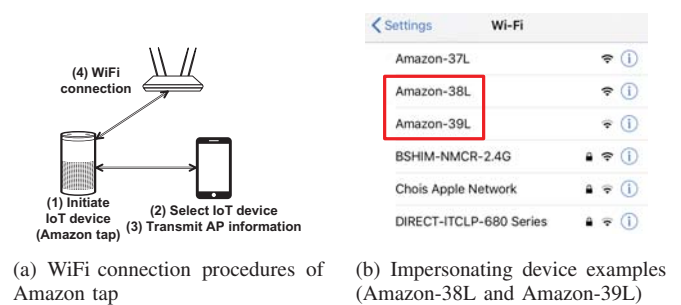 (4) WiFi
connection
(1) Initiate
IoT device
(Amazon tap)
(2) Select IoT device
(3) Transmit AP information
Settings
Wi-Fi
Amazon-37L
Amazon-38L
Amazon-39L
BSHIM-NMCR-2.4G
Chois Apple Network
DIRECT-ITCLP-680 Series
(a) WiFi connection procedures of
Amazon tap
(b) Impersonating device examples
(Amazon-38L and Amazon-39L)